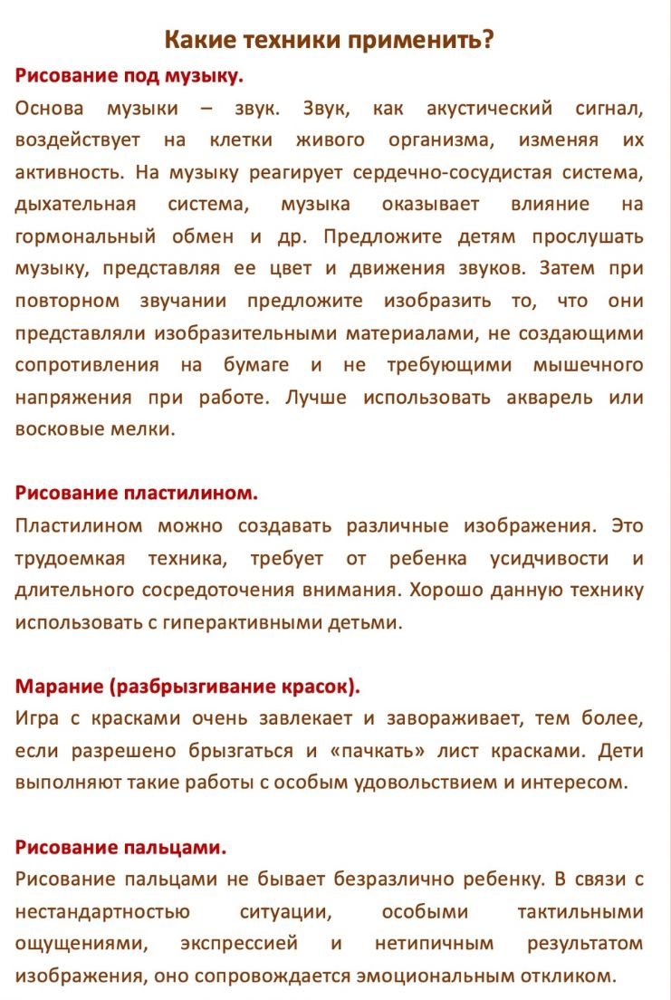 Какие техники применить?
Рисование под музыку.
Основа музыки – звук. Звук, как акустический сигнал,
воздействует на клетки живого организма, изменяя их
активность. На музыку реагирует сердечно-сосудистая система,
дыхательная система, музыка оказывает влияние на
гормональный обмен и др. Предложите детям прослушать
музыку, представляя ее цвет и движения звуков. Затем при
повторном звучании предложите изобразить то, что они
представляли изобразительными материалами, не создающими
сопротивления на бумаге и не требующими мышечного
напряжения при работе. Лучше использовать акварель или
восковые мелки.
Рисование пластилином.
Пластилином можно создавать различные изображения. Это
трудоемкая техника, требует от ребенка усидчивости и
длительного сосредоточения внимания. Хорошо данную технику
использовать с гиперактивными детьми.
Марание (разбрызгивание красок).
Игра с красками очень завлекает и завораживает, тем более,
если разрешено брызгаться и «пачкать» лист красками. Дети
выполняют такие работы с особым удовольствием и интересом.
Рисование пальцами.
Рисование пальцами не бывает безразлично ребенку. В связи с
нестандартностью ситуации, особыми тактильными
ощущениями, экспрессией и нетипичным результатом
изображения, оно сопровождается эмоциональным откликом.